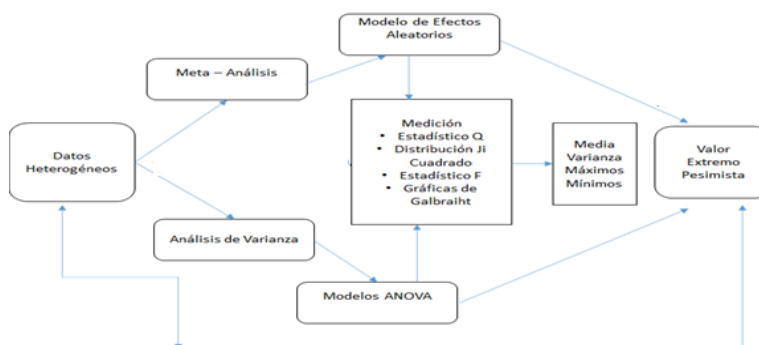 Modelo de Efectos
Aleatorios
Meta – Análisis
Medición
• Estadístico Q
• Distribución Ji
Cuadrado
• Estadístico F
• Gráficas de
Galbraiht
Media
Varianza
Máximos
Mínimos
Valor
Extremo
Pesimista
Datos
Heterogéneos
Análisis de Varianza
Modelos ANOVA